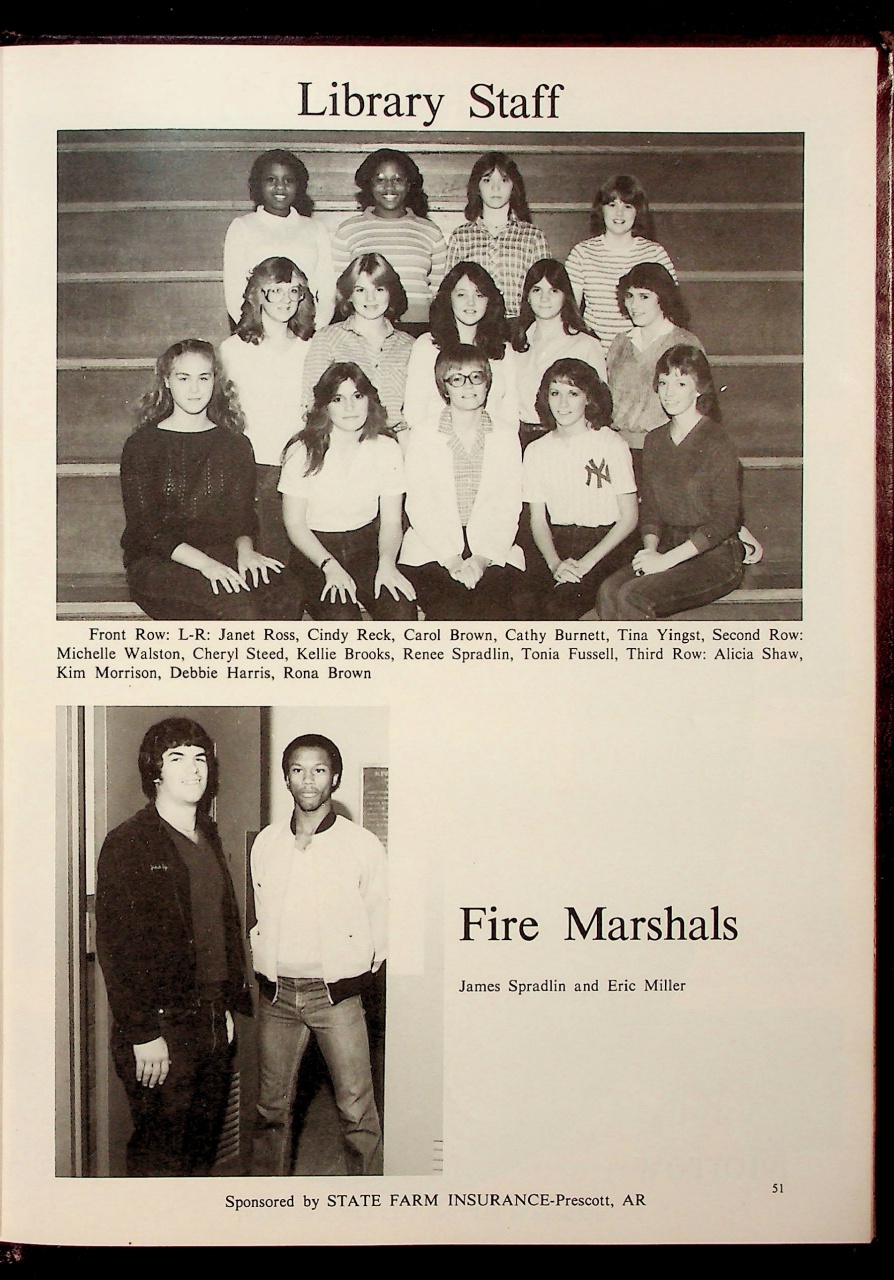 Library Staff
NY
Front Row: L-R: Janet Ross, Cindy Reck, Carol Brown, Cathy Burnett, Tina Yingst, Second Row:
Michelle Walston, Cheryl Steed, Kellie Brooks, Renee Spradlin, Tonia Fussell, Third Row: Alicia Shaw,
Kim Morrison, Debbie Harris, Rona Brown
Fire Marshals
James Spradlin and Eric Miller
51
Sponsored by STATE FARM INSURANCE-Prescott, AR